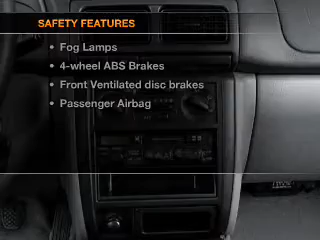 SAFETY FEATURES
• Fog Lamps
• 4-wheel ABS Brakes
• Front Ventilated disc brakes
• Passenger Airbag